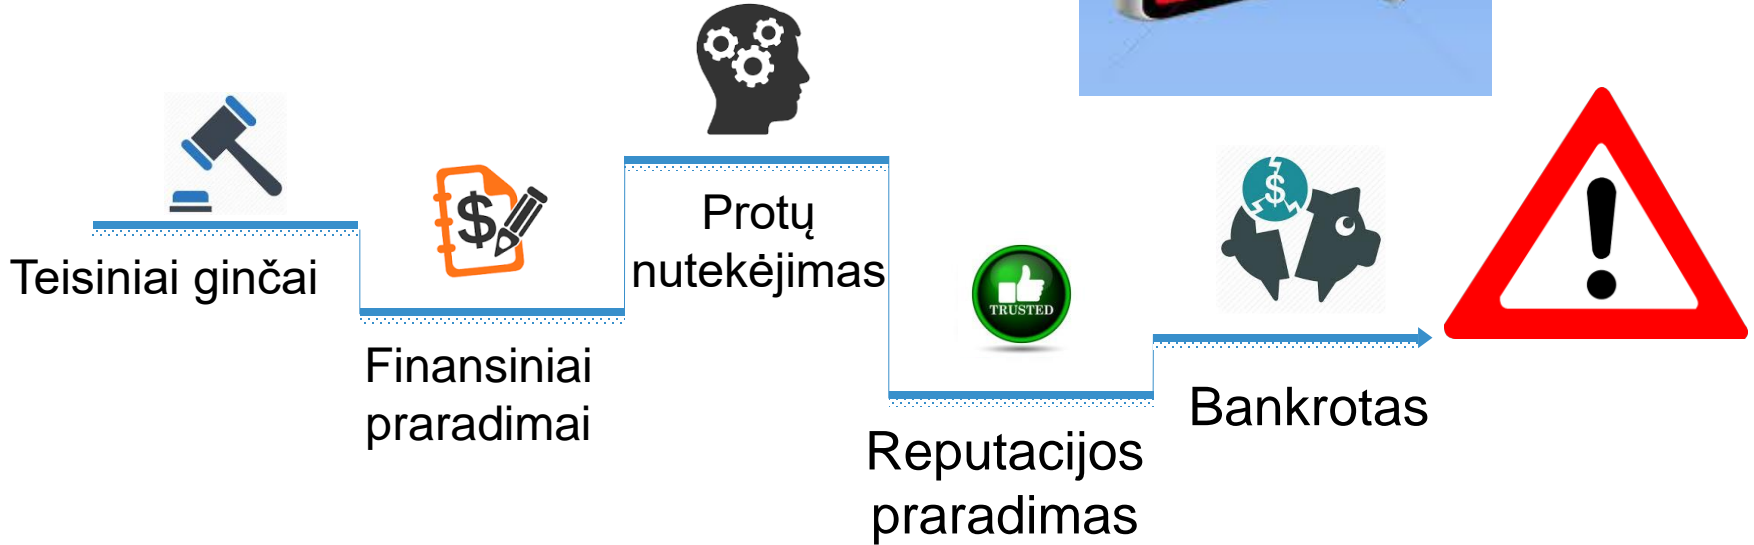 Teisiniai ginčai
$
Finansiniai
praradimai
Protų
nutekėjimas
TRUSTED
Reputacijos
praradimas
$
Bankrotas
!